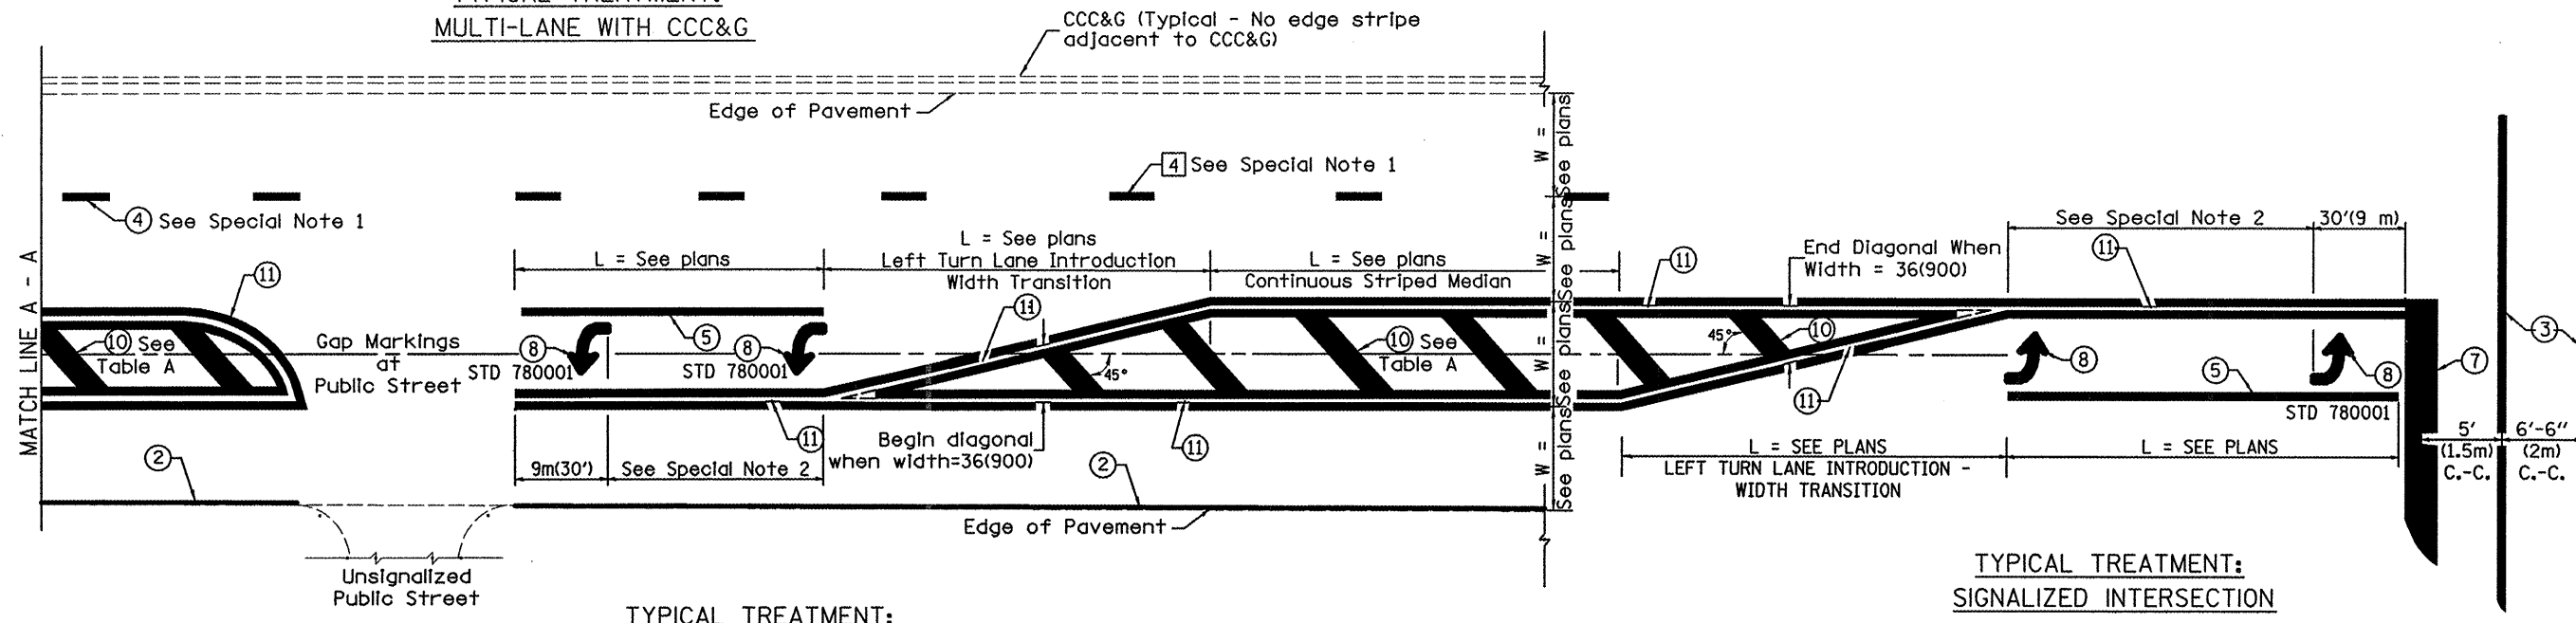 MULTI-LANE WITH CCC&G
CCC&G (Typical - No edge stripe
adjacent to CCC&G)
Edge of Pavement
4 See Special Note 1
4 See Special Note 1
MATCH LINE A - A
11
10 See
Table A
Gap Markings
at
Public Street
L = See plans
8
STD 780001
5
8
STD 780001
L = See plans
Left Turn Lane Introduction
Width Transition
11
L = See plans
Continuous Striped Median
W = See plans
W = See plans
W = See plans
W = See plans
11
End Diagonal When
Width = 36(900)
See Special Note 2
30'(9 m)
11
3
45°
10 See
Table A
45°
10
8
8
7
5
STD 780001
11
11
Begin diagonal
when width=36(900)
11
2
9m(30')
See Special Note 2
2
Edge of Pavement
L = SEE PLANS
LEFT TURN LANE INTRODUCTION -
WIDTH TRANSITION
L = SEE PLANS
5'
(1.5m)
C.-C.
6'-6"
(2m)
C.-C.
Unsignalized
Public Street
TYPICAL TREATMENT:
TYPICAL TREATMENT:
SIGNALIZED INTERSECTION